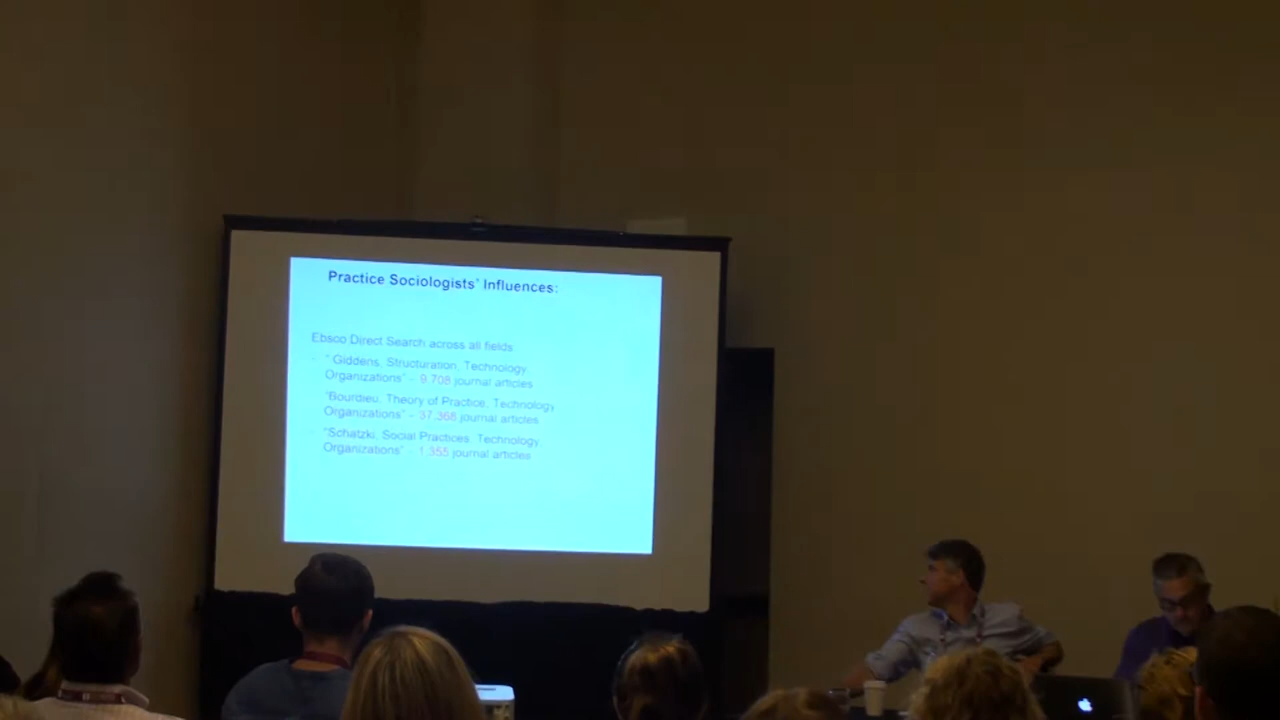 Practice Sociologists' Influences:
Ebsco Direct Search across all fields:
" Giddens, Structuration, Technology
Organizations" – 9,708 journal articles
"Bourdieu, Theory of Practice, Technology
Organizations" – 37,368 journal articles
"Schatzki, Social Practices, Technology
Organizations" – 1,355 journal articles